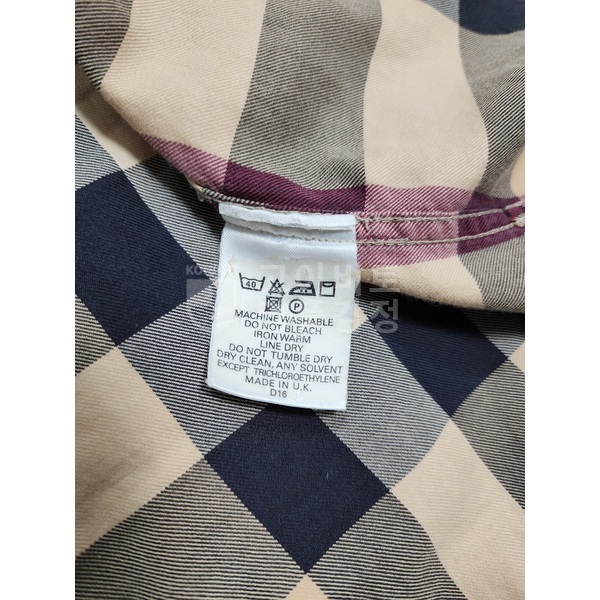 40
P
MACHINE WASHABLE
DO NOT BLEACH
IRON WARM
LINE DRY
DO NOT TUMBLE DRY
DRY CLEAN, ANY SOLVENT
EXCEPT TRICHLOROETHYLENE
MADE IN U.K.
D16